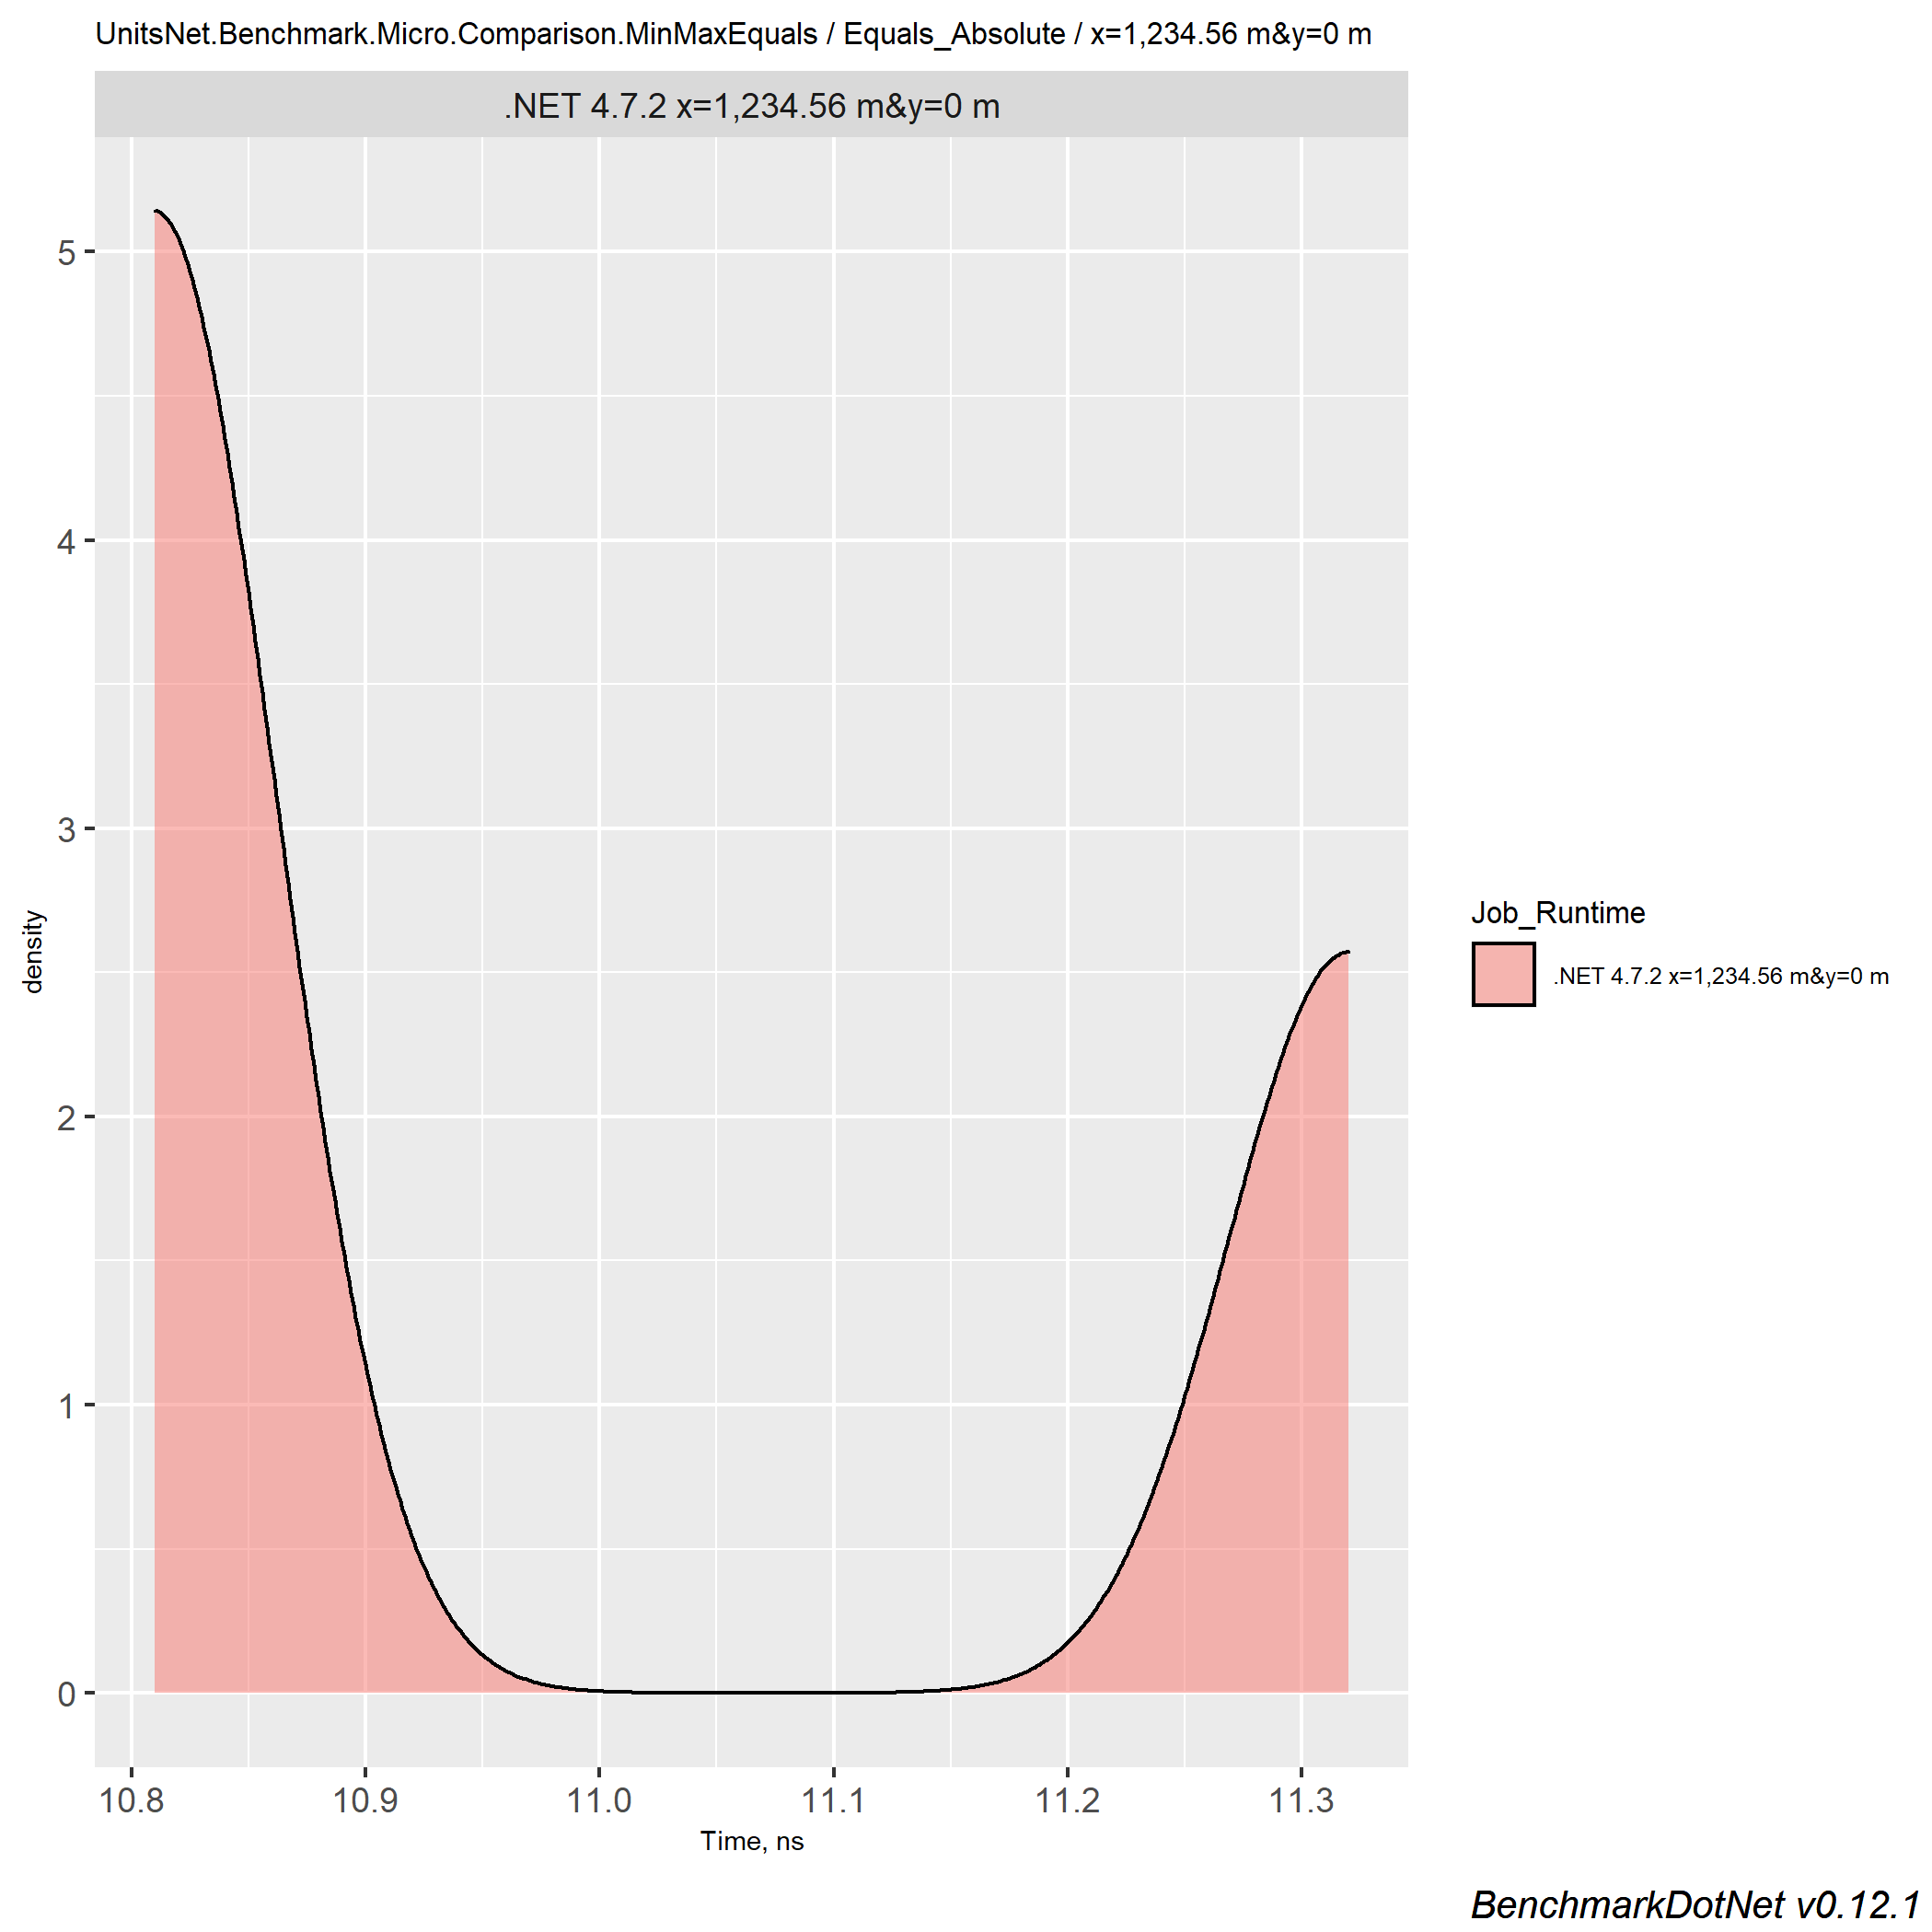 UnitsNet.Benchmark.Micro.Comparison.MinMaxEquals / Equals_Absolute / x=1,234.56 m&y=0 m
.NET 4.7.2 x=1,234.56 m&y=0 m
5
4
3
2
1
0
density
10.8 10.9 11.0 11.1 11.2 11.3
Time, ns
Job_Runtime
.NET 4.7.2 x=1,234.56 m&y=0 m
BenchmarkDotNet v0.12.1